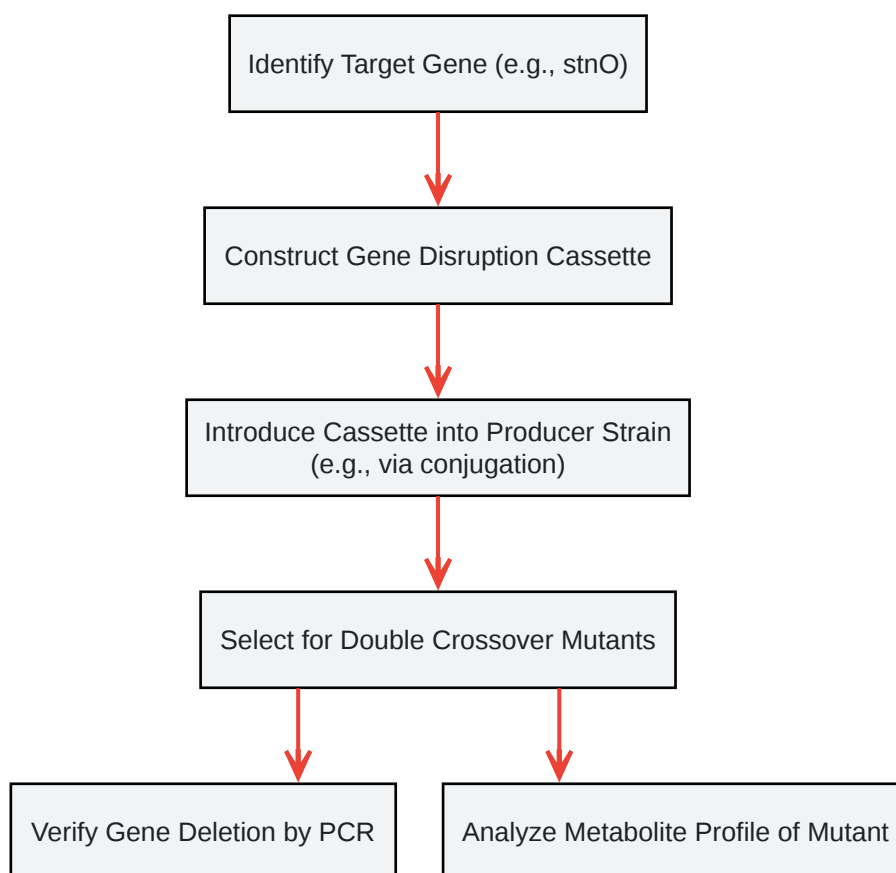 Identify Target Gene (e.g., stnO)
Construct Gene Disruption Cassette
Introduce Cassette into Producer Strain
(e.g., via conjugation)
Select for Double Crossover Mutants
Verify Gene Deletion by PCR
Analyze Metabolite Profile of Mutant